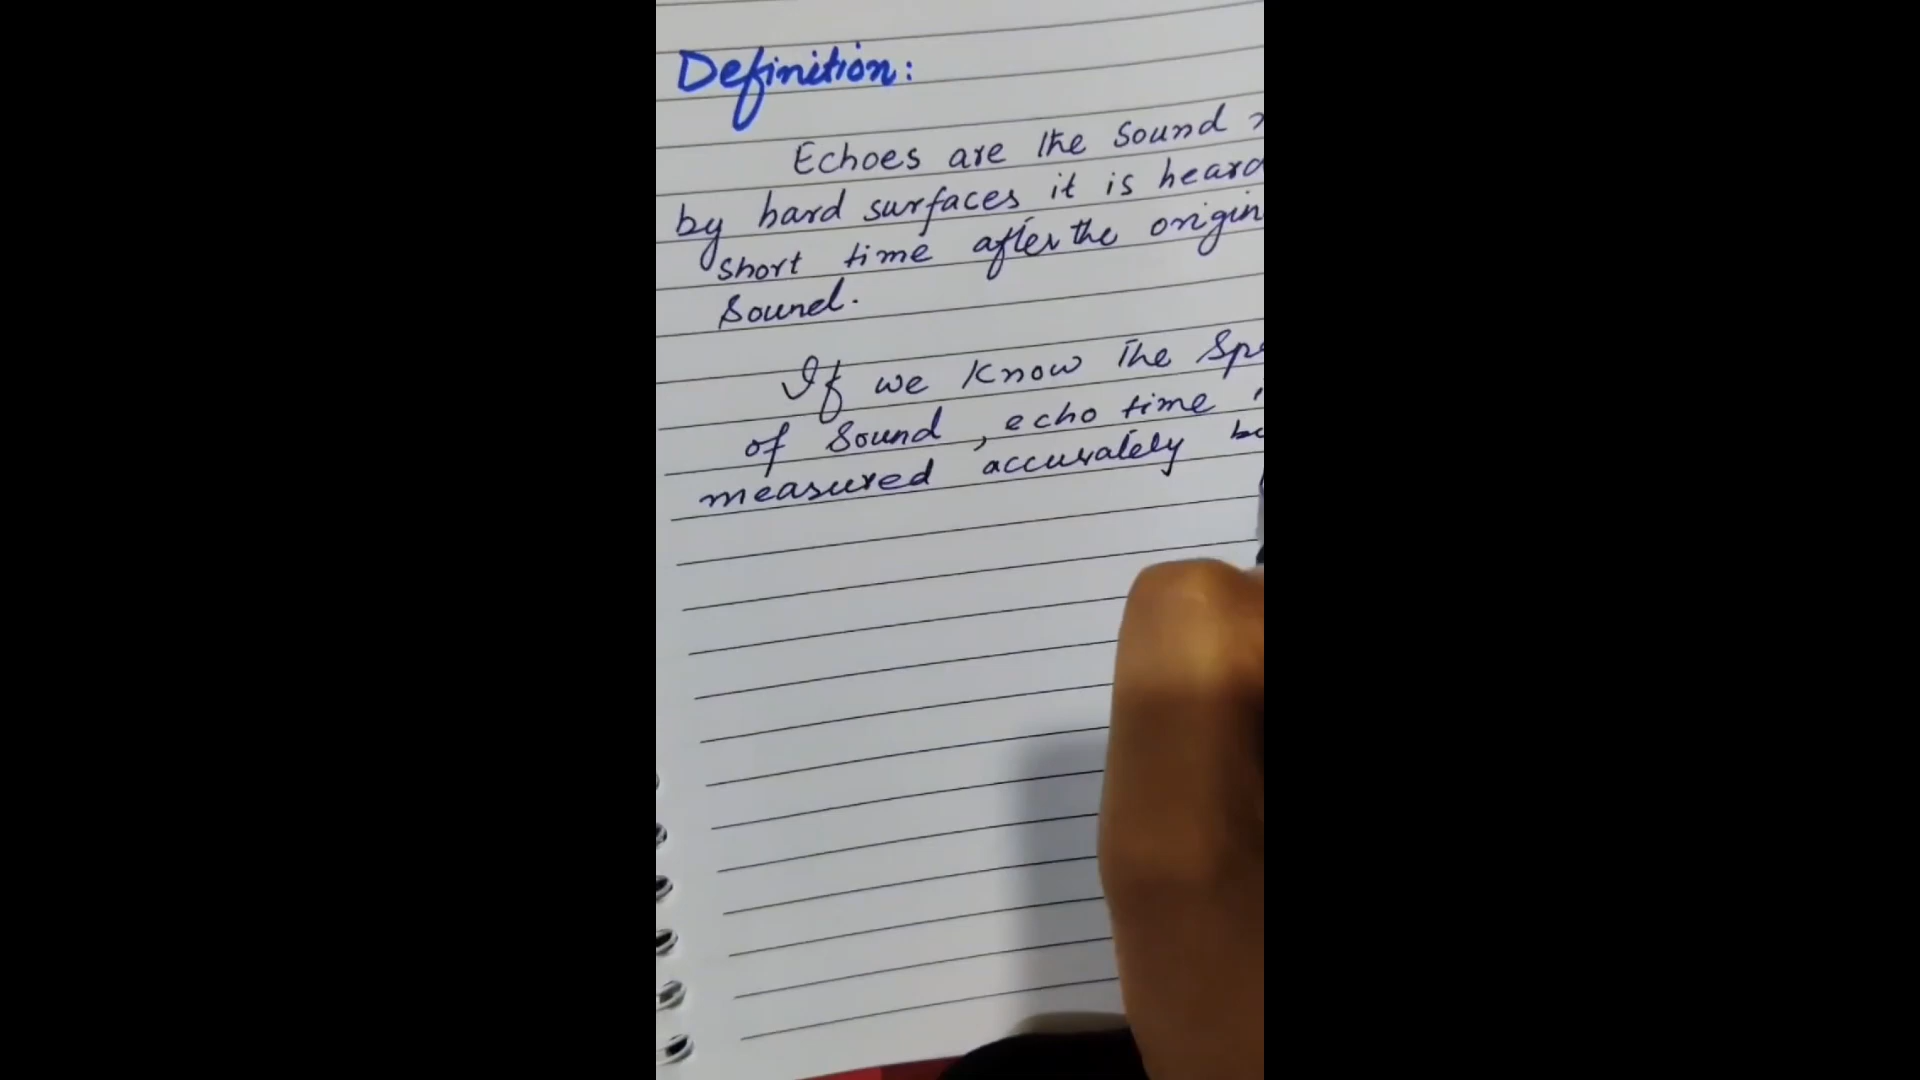 Definition:
Echoes are the sound
by hard surfaces it is heard
short time after the origin
sound.
If we know the Spe
of Sound, echo time
measured accurately